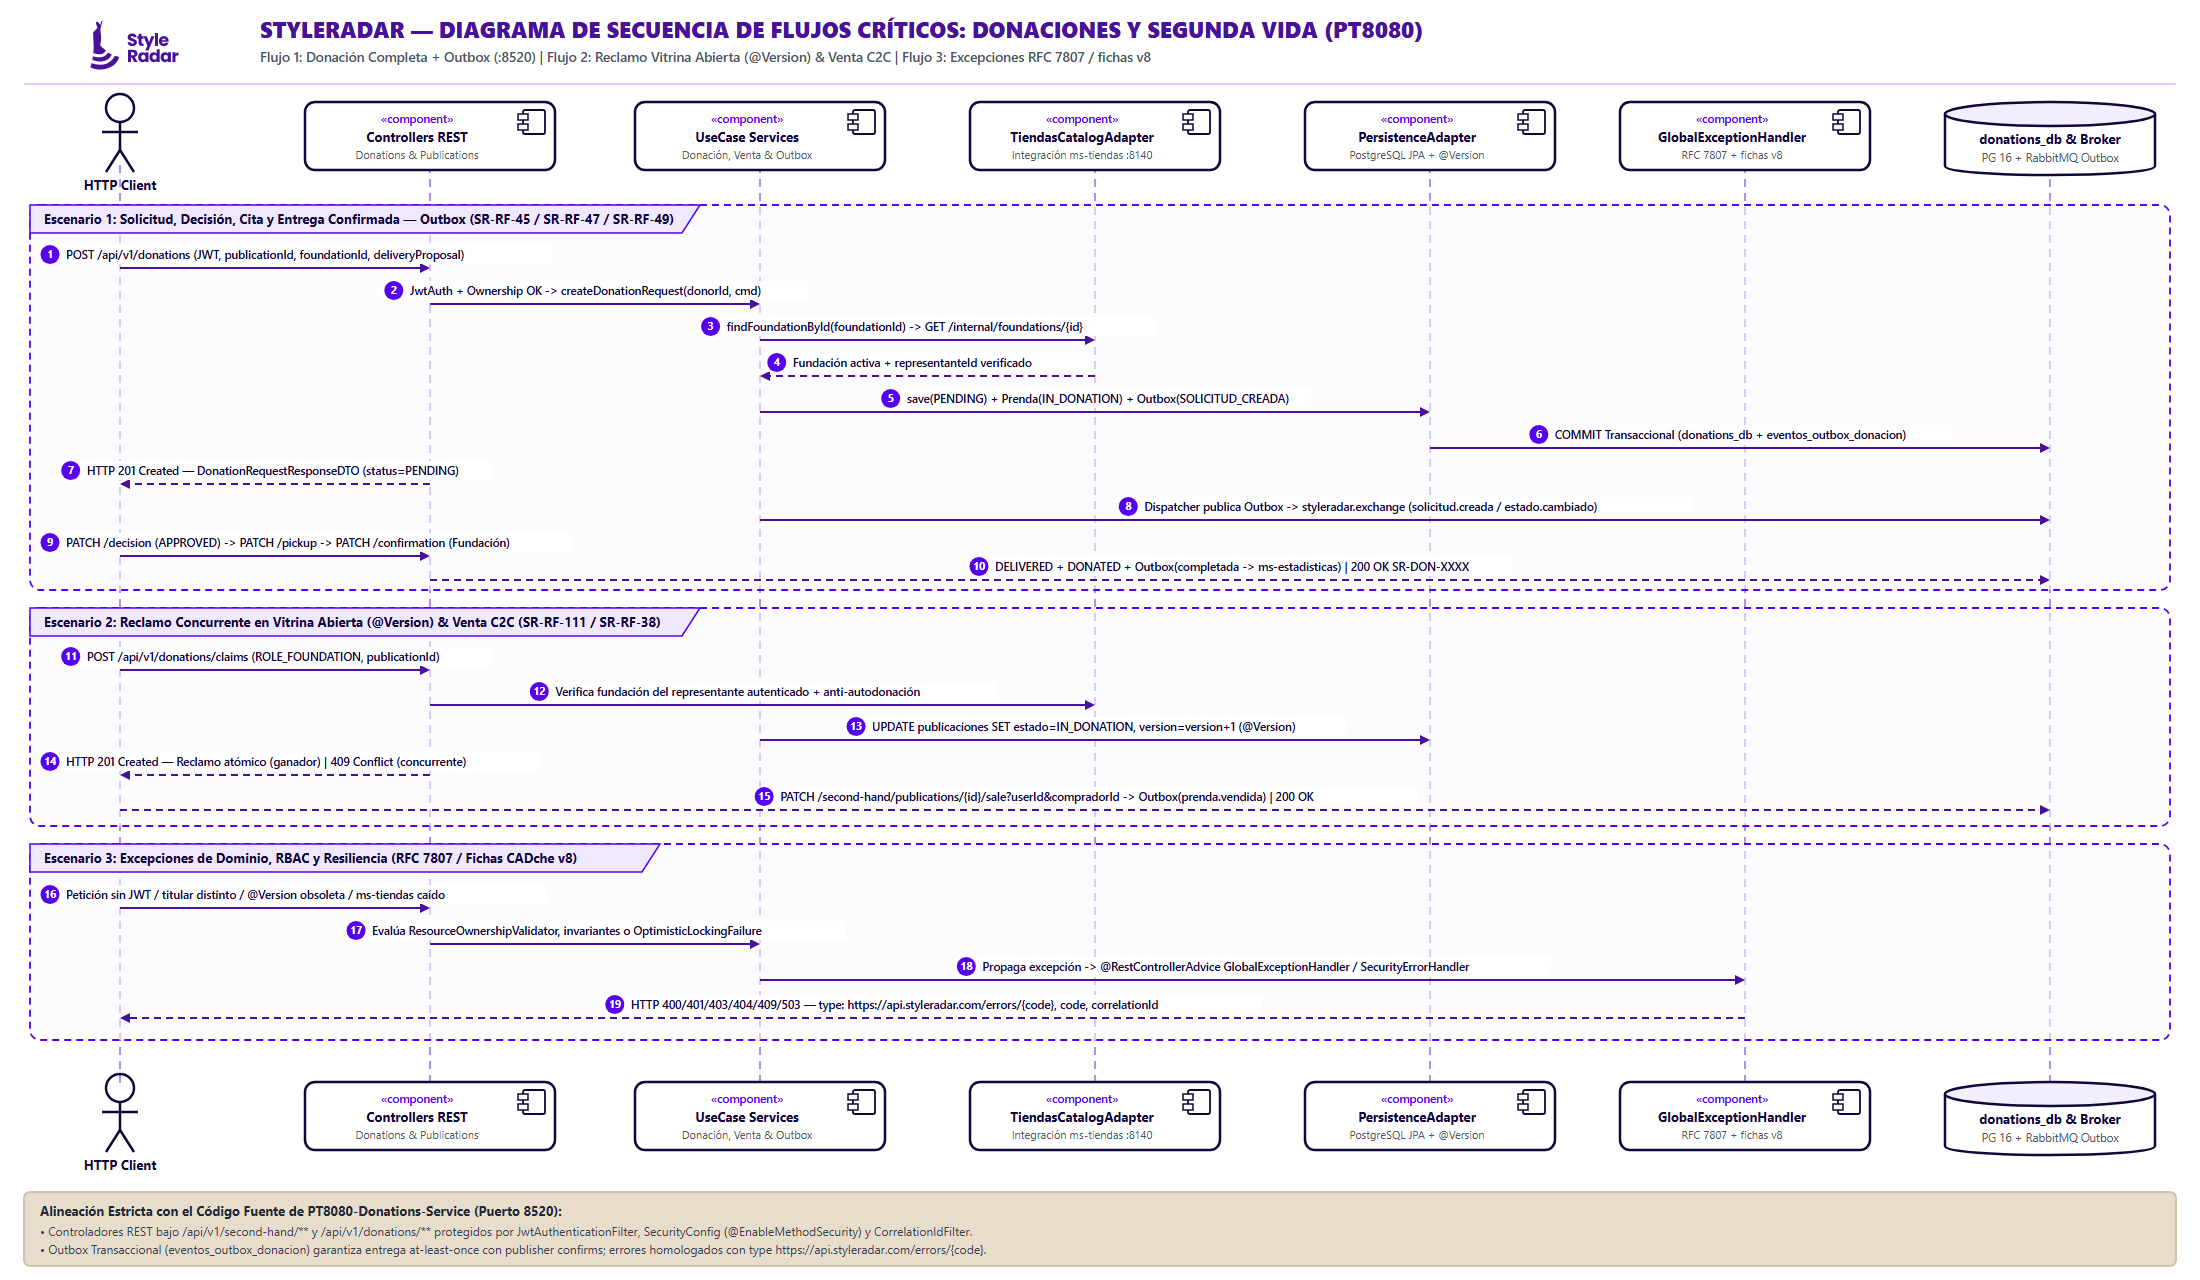 Style
Radar
STYLERADAR — DIAGRAMA DE SECUENCIA DE FLUJOS CRÍTICOS: DONACIONES Y SEGUNDA VIDA (PT8080)
Flujo 1: Donación Completa + Outbox (:8520) | Flujo 2: Reclamo Vitrina Abierta (@Version) & Venta C2C | Flujo 3: Excepciones RFC 7807 / fichas v8
HTTP Client
«component»
Controllers REST
Donations & Publications
«component»
UseCase Services
Donación, Venta & Outbox
«component»
TiendasCatalogAdapter
Integración ms-tiendas :8140
«component»
PersistenceAdapter
PostgreSQL JPA + @Version
«component»
GlobalExceptionHandler
RFC 7807 + fichas v8
donations_db & Broker
PG 16 + RabbitMQ Outbox
Escenario 1: Solicitud, Decisión, Cita y Entrega Confirmada — Outbox (SR-RF-45 / SR-RF-47 / SR-RF-49)
1 POST /api/v1/donations (JWT, publicationId, foundationId, deliveryProposal)
2 JwtAuth + Ownership OK -> createDonationRequest(donorId, cmd)
3 findFoundationById(foundationId) -> GET /internal/foundations/{id}
4 Fundación activa + representanteId verificado
5 save(PENDING) + Prenda(IN_DONATION) + Outbox(SOLICITUD_CREADA)
6 COMMIT Transaccional (donations_db + eventos_outbox_donacion)
7 HTTP 201 Created — DonationRequestResponseDTO (status=PENDING)
8 Dispatcher publica Outbox -> styleradar.exchange (solicitud.creada / estado.cambiado)
9 PATCH /decision (APPROVED) -> PATCH /pickup -> PATCH /confirmation (Fundación)
10 DELIVERED + DONATED + Outbox(completada -> ms-estadisticas) | 200 OK SR-DON-XXXX
Escenario 2: Reclamo Concurrente en Vitrina Abierta (@Version) & Venta C2C (SR-RF-111 / SR-RF-38)
11 POST /api/v1/donations/claims (ROLE_FOUNDATION, publicationId)
12 Verifica fundación del representante autenticado + anti-autodonación
13 UPDATE publicaciones SET estado=IN_DONATION, version=version+1 (@Version)
14 HTTP 201 Created — Reclamo atómico (ganador) | 409 Conflict (concurrente)
15 PATCH /second-hand/publications/{id}/sale?userId&compradorId -> Outbox(prenda.vendida) | 200 OK
Escenario 3: Excepciones de Dominio, RBAC y Resiliencia (RFC 7807 / Fichas CADche v8)
16 Petición sin JWT / titular distinto / @Version obsoleta / ms-tiendas caído
17 Evalúa ResourceOwnershipValidator, invariantes o OptimisticLockingFailure
18 Propaga excepción -> @RestControllerAdvice GlobalExceptionHandler / SecurityErrorHandler
19 HTTP 400/401/403/404/409/503 — type: https://api.styleradar.com/errors/{code}, code, correlationId
HTTP Client
«component»
Controllers REST
Donations & Publications
«component»
UseCase Services
Donación, Venta & Outbox
«component»
TiendasCatalogAdapter
Integración ms-tiendas :8140
«component»
PersistenceAdapter
PostgreSQL JPA + @Version
«component»
GlobalExceptionHandler
RFC 7807 + fichas v8
donations_db & Broker
PG 16 + RabbitMQ Outbox
Alineación Estricta con el Código Fuente de PT8080-Donations-Service (Puerto 8520):
• Controladores REST bajo /api/v1/second-hand/** y /api/v1/donations/** protegidos por JwtAuthenticationFilter, SecurityConfig (@EnableMethodSecurity) y CorrelationIdFilter.
• Outbox Transaccional (eventos_outbox_donacion) garantiza entrega at-least-once con publisher confirms; errores homologados con type https://api.styleradar.com/errors/{code}.